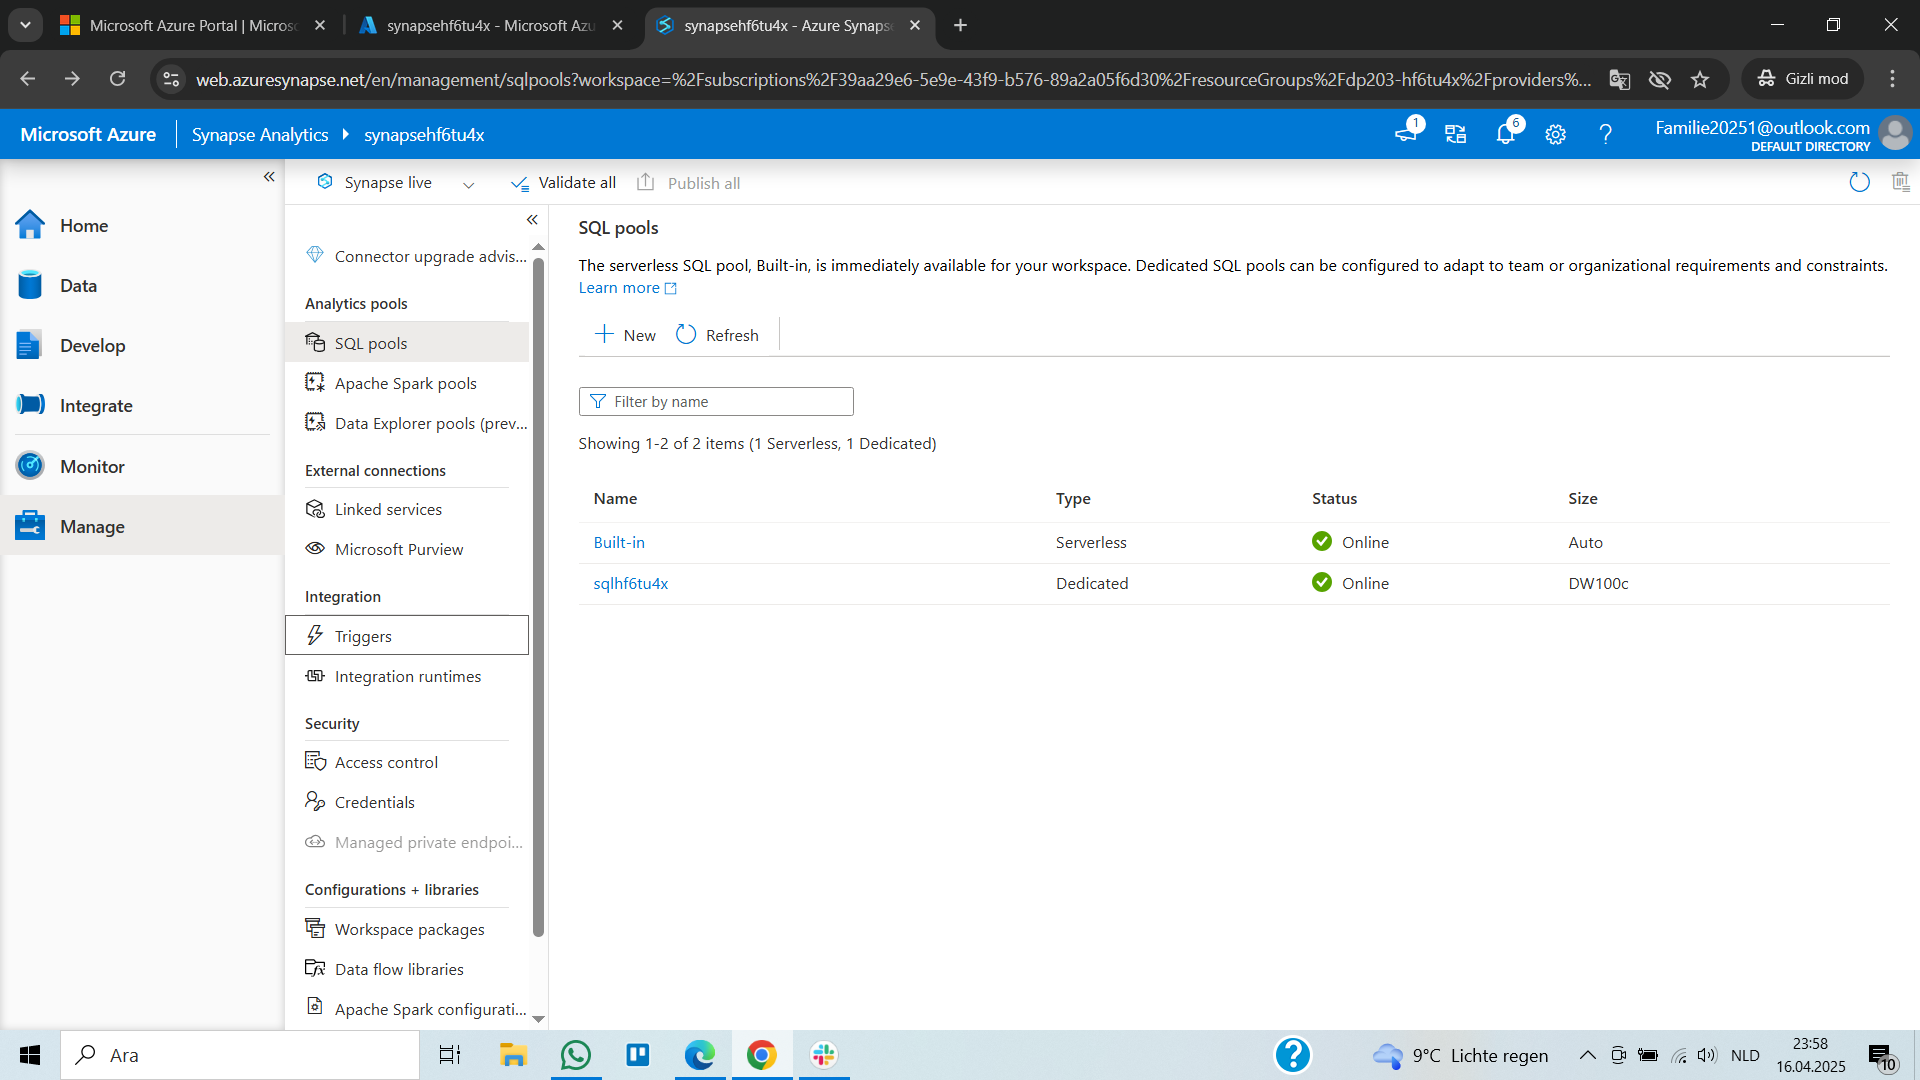 Microsoft Azure Portal | Micros
synapsehf6tu4x - Microsoft Azu
synapsehf6tu4x - Azure Synaps
web.azuresynapse.net/en/management/sqlpools?workspace=%2Fsubscriptions%2F39aa29e6-5e9e-43f9-b576-89a2a05f6d30%2FresourceGroups%2Fdp203-hf6tu4x%2Fproviders%...
Gizli mod
Microsoft Azure
Synapse Analytics
synapsehf6tu4x
1
6
Familie20251@outlook.com
DEFAULT DIRECTORY
Home
Data
Develop
Integrate
Monitor
Manage
Synapse live
Validate all
Publish all
Connector upgrade advis...
Analytics pools
SQL pools
Apache Spark pools
Data Explorer pools (prev...
External connections
Linked services
Microsoft Purview
Integration
Triggers
Integration runtimes
Security
Access control
Credentials
Managed private endpoi...
Configurations + libraries
Workspace packages
Data flow libraries
Apache Spark configurati...
SQL pools
The serverless SQL pool, Built-in, is immediately available for your workspace. Dedicated SQL pools can be configured to adapt to team or organizational requirements and constraints.
Learn more
New
Refresh
Filter by name
Showing 1-2 of 2 items (1 Serverless, 1 Dedicated)
Name Type Status Size
Built-in Serverless Online Auto
sqlhf6tu4x Dedicated Online DW100c
Ara
9°C Lichte regen
NLD
23:58
16.04.2025
10